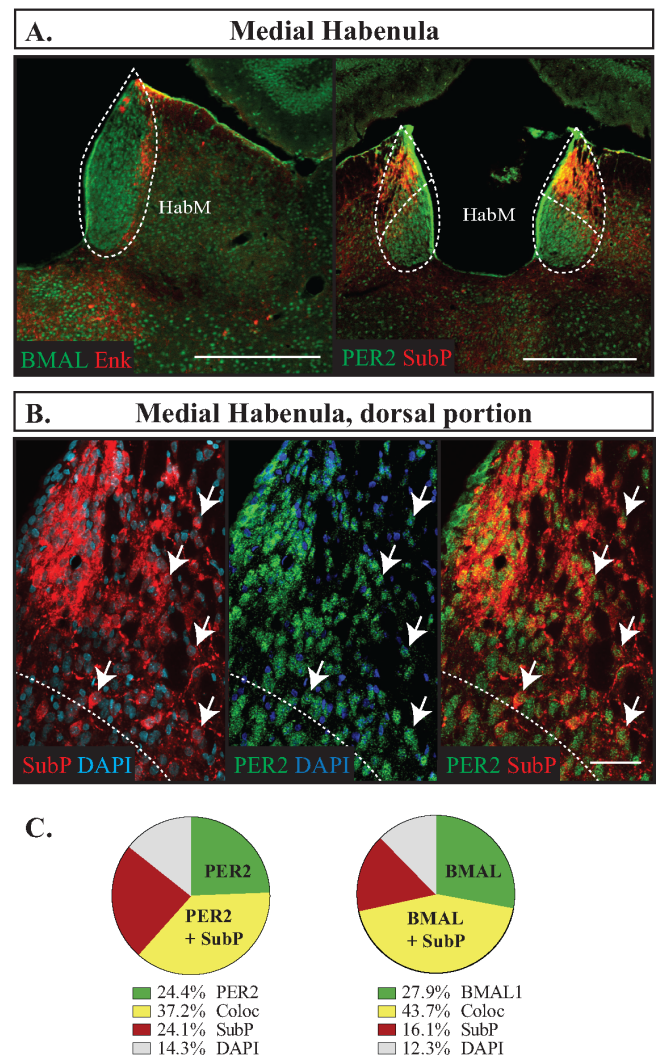 A.
Medial Habenula
HabM
HabM
BMAL Enk
PER2 SubP
B.
Medial Habenula, dorsal portion
SubP DAPI
PER2 DAPI
PER2 SubP
C.
PER2
PER2
+ SubP
24.4% PER2
37.2% Coloc
24.1% SubP
14.3% DAPI
BMAL
BMAL
+ SubP
27.9% BMAL1
43.7% Coloc
16.1% SubP
12.3% DAPI